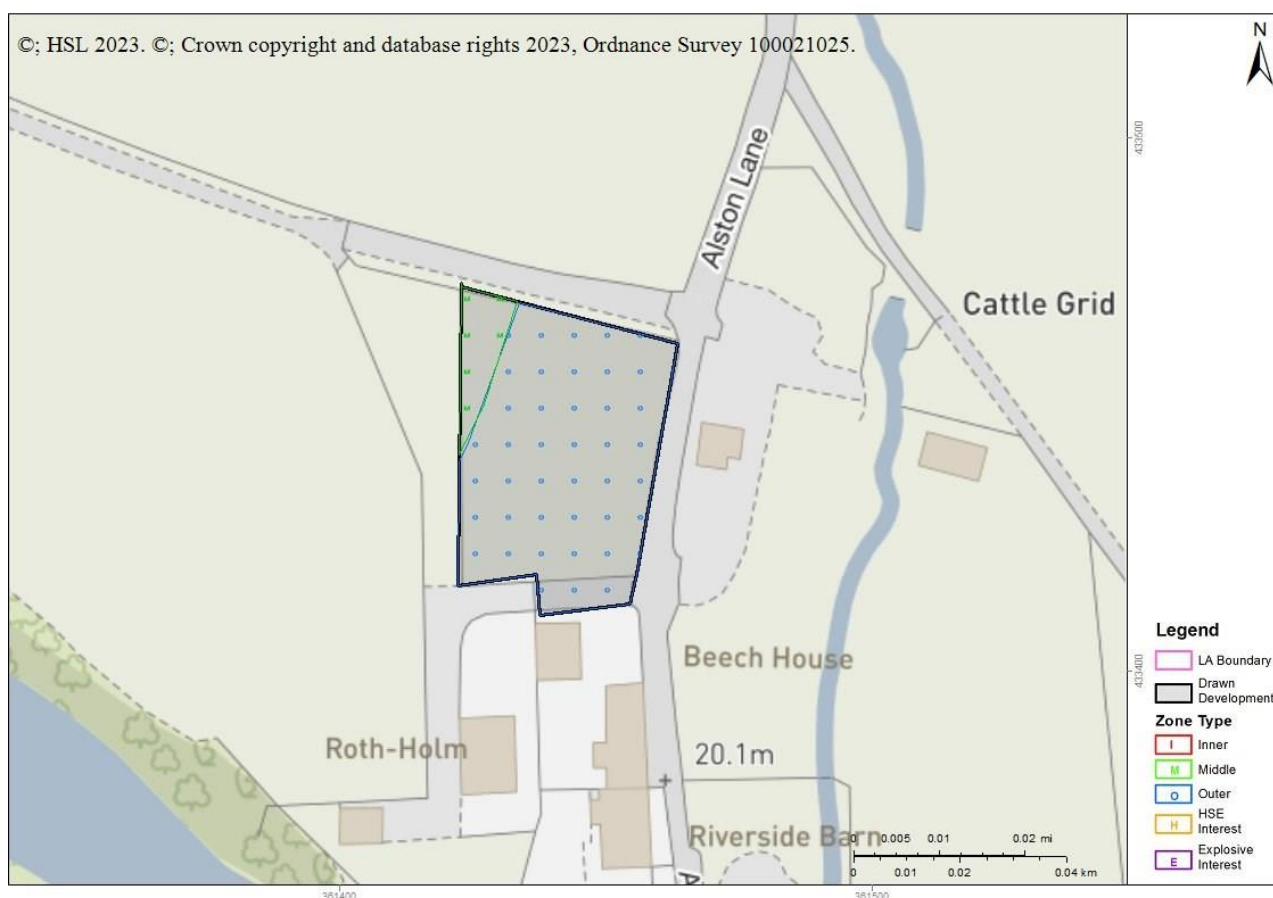 ©; HSL 2023. ©; Crown copyright and database rights 2023, Ordnance Survey 100021025.
N
433500
Alston Lane
Cattle Grid
Beech House
433400
Roth-Holm
20.1m
Riverside Barn
A
0 0.005 0.01 0.02 mi
0 0.01 0.02 0.04 km
361400
361500
Legend
LA Boundary
Drawn
Development
Zone Type
I Inner
M Middle
O Outer
H HSE
Interest
E Explosive
Interest